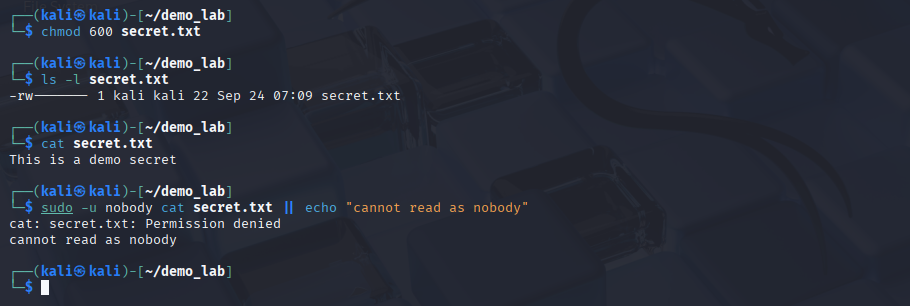 ┌──(kali㉿kali)-[~/demo_lab]
└─$ chmod 600 secret.txt
┌──(kali㉿kali)-[~/demo_lab]
└─$ ls -l secret.txt
-rw------- 1 kali kali 22 Sep 24 07:09 secret.txt
┌──(kali㉿kali)-[~/demo_lab]
└─$ cat secret.txt
This is a demo secret
┌──(kali㉿kali)-[~/demo_lab]
└─$ sudo -u nobody cat secret.txt || echo "cannot read as nobody"
cat: secret.txt: Permission denied
cannot read as nobody
┌──(kali㉿kali)-[~/demo_lab]
└─$